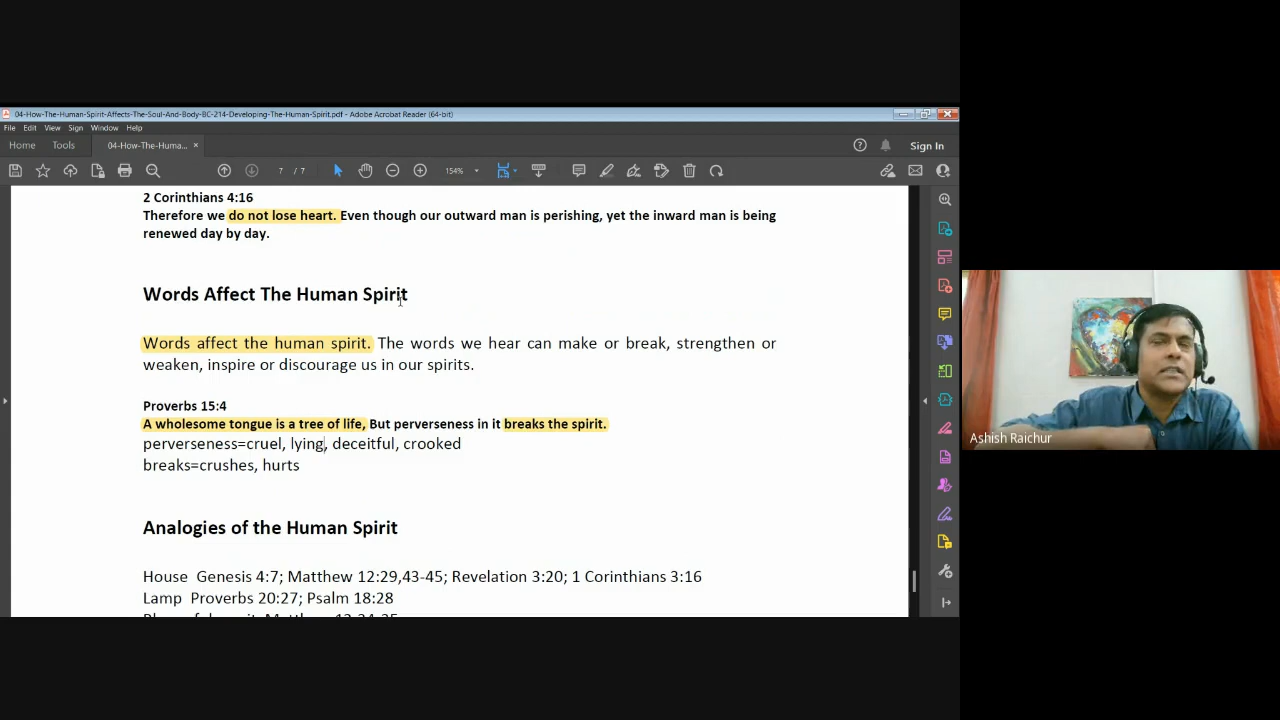 04-How-The-Human-Spirit-Affects-The-Soul-And-Body-BC-214-Developing-The-Human-Spirit.pdf - Adobe Acrobat Reader (64-bit)
File Edit View Sign Window Help
Home Tools 04-How-The-Huma... × Sign In
7 / 7 154%
2 Corinthians 4:16
Therefore we do not lose heart. Even though our outward man is perishing, yet the inward man is being
renewed day by day.
Words Affect The Human Spirit
Words affect the human spirit. The words we hear can make or break, strengthen or
weaken, inspire or discourage us in our spirits.
Proverbs 15:4
A wholesome tongue is a tree of life, But perverseness in it breaks the spirit.
perverseness=cruel, lying, deceitful, crooked
breaks=crushes, hurts
Analogies of the Human Spirit
House Genesis 4:7; Matthew 12:29,43-45; Revelation 3:20; 1 Corinthians 3:16
Lamp Proverbs 20:27; Psalm 18:28
Ashish Raichur